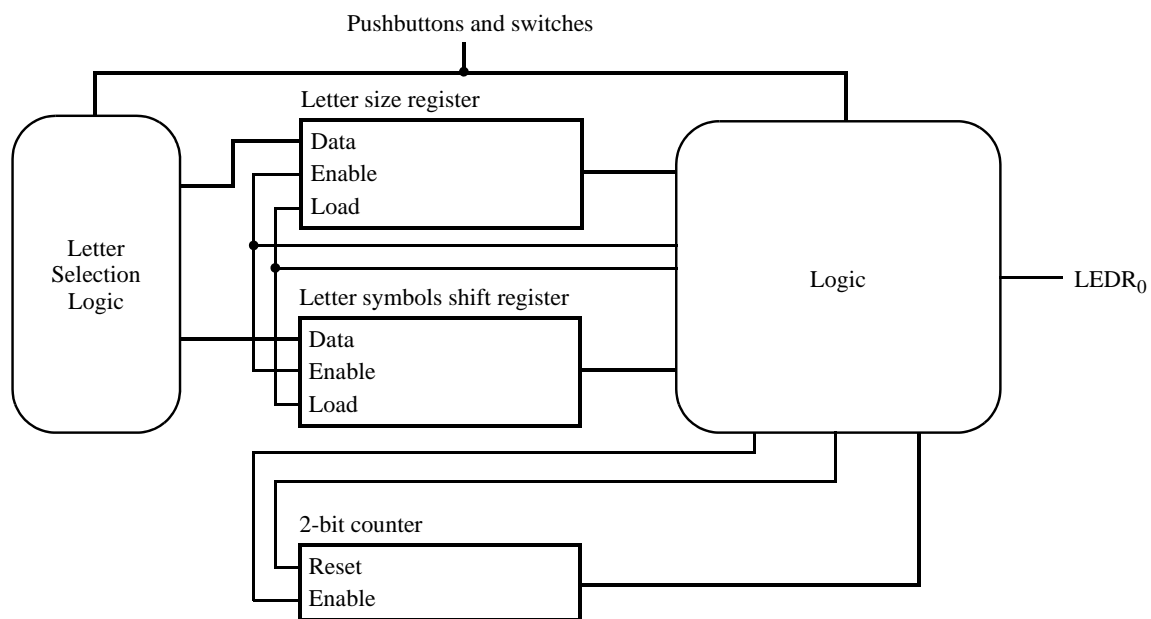 Pushbuttons and switches
Letter size register
Data
Enable
Load
Letter
Selection
Logic
Logic
LEDR0
Letter symbols shift register
Data
Enable
Load
2-bit counter
Reset
Enable